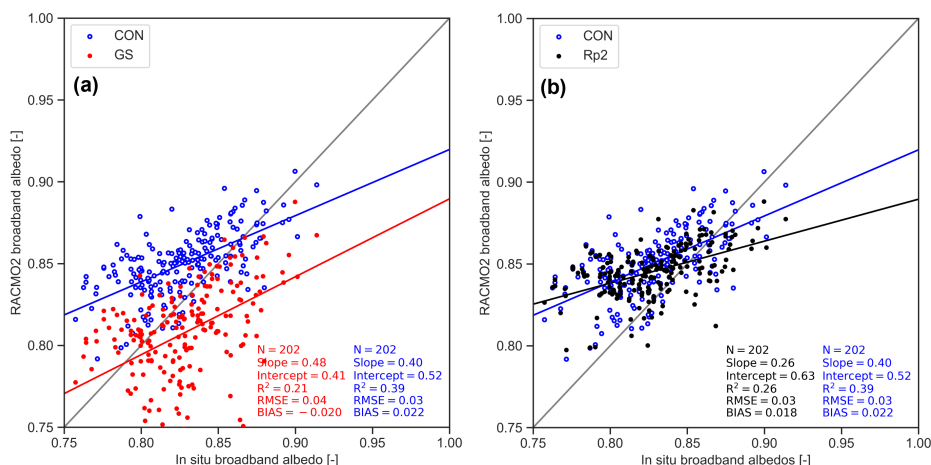 1.00
0.95
0.90
0.85
0.80
0.75
RACMO2 broadband albedo [-]
CON
GS
(a)
N = 202
Slope = 0.48
Intercept = 0.41
R² = 0.21
RMSE = 0.04
BIAS = −0.020
N = 202
Slope = 0.40
Intercept = 0.52
R² = 0.39
RMSE = 0.03
BIAS = 0.022
0.75 0.80 0.85 0.90 0.95 1.00
In situ broadband albedo [-]
1.00
0.95
0.90
0.85
0.80
0.75
RACMO2 broadband albedo [-]
CON
Rp2
(b)
N = 202
Slope = 0.26
Intercept = 0.63
R² = 0.26
RMSE = 0.03
BIAS = 0.018
N = 202
Slope = 0.40
Intercept = 0.52
R² = 0.39
RMSE = 0.03
BIAS = 0.022
0.75 0.80 0.85 0.90 0.95 1.00
In situ broadband albedos [-]